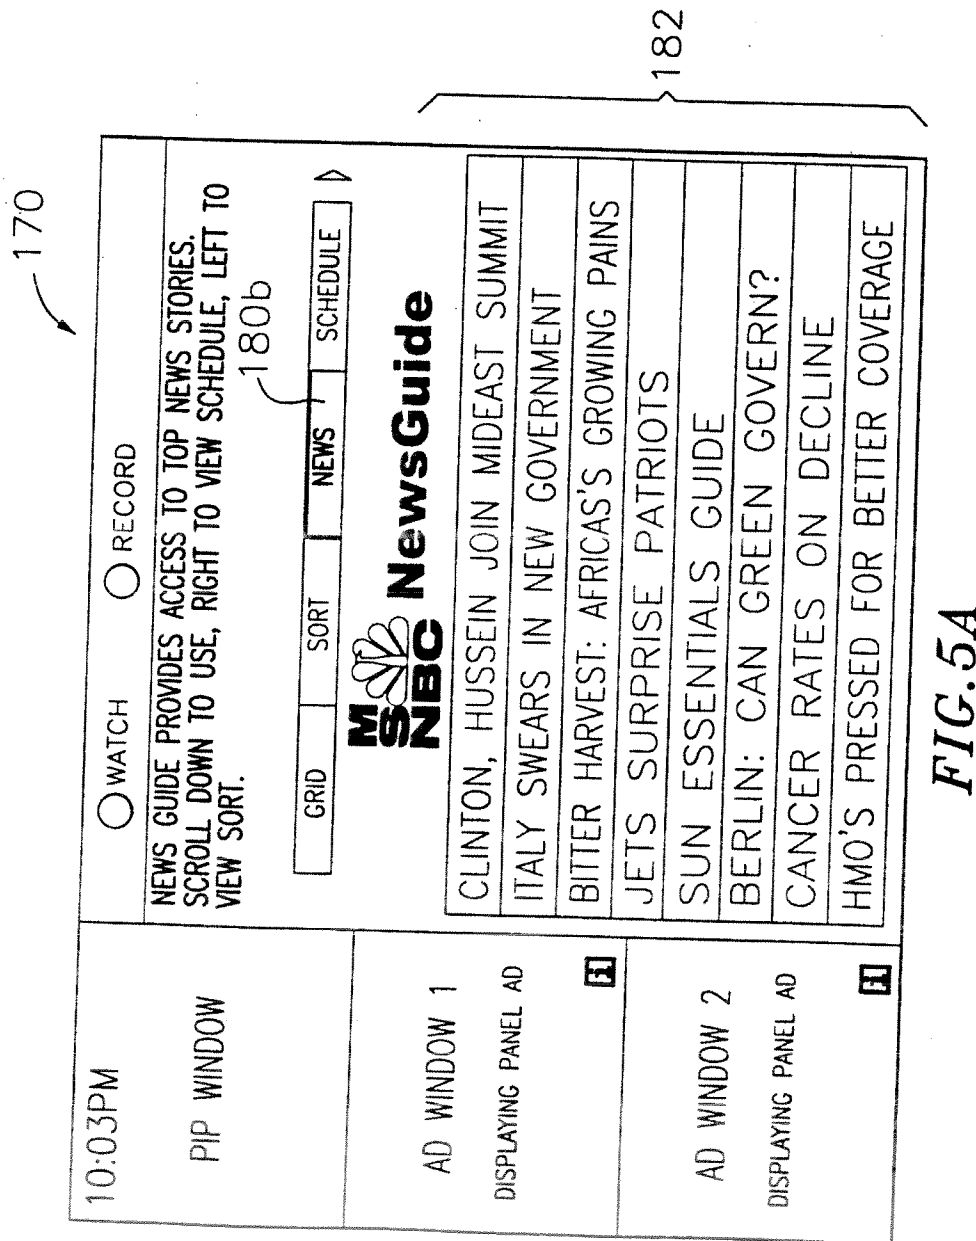 170
10:03PM
WATCH
RECORD
PIP WINDOW
NEWS GUIDE PROVIDES ACCESS TO TOP NEWS STORIES.
SCROLL DOWN TO USE, RIGHT TO VIEW SCHEDULE, LEFT TO
VIEW SORT.
180b
GRID SORT NEWS SCHEDULE
MSNBC NewsGuide
AD WINDOW 1
DISPLAYING PANEL AD
i
AD WINDOW 2
DISPLAYING PANEL AD
i
CLINTON, HUSSEIN JOIN MIDEAST SUMMIT
ITALY SWEARS IN NEW GOVERNMENT
BITTER HARVEST: AFRICAS'S GROWING PAINS
JETS SURPRISE PATRIOTS
SUN ESSENTIALS GUIDE
BERLIN: CAN GREEN GOVERN?
CANCER RATES ON DECLINE
HMO'S PRESSED FOR BETTER COVERAGE
182
FIG.5A